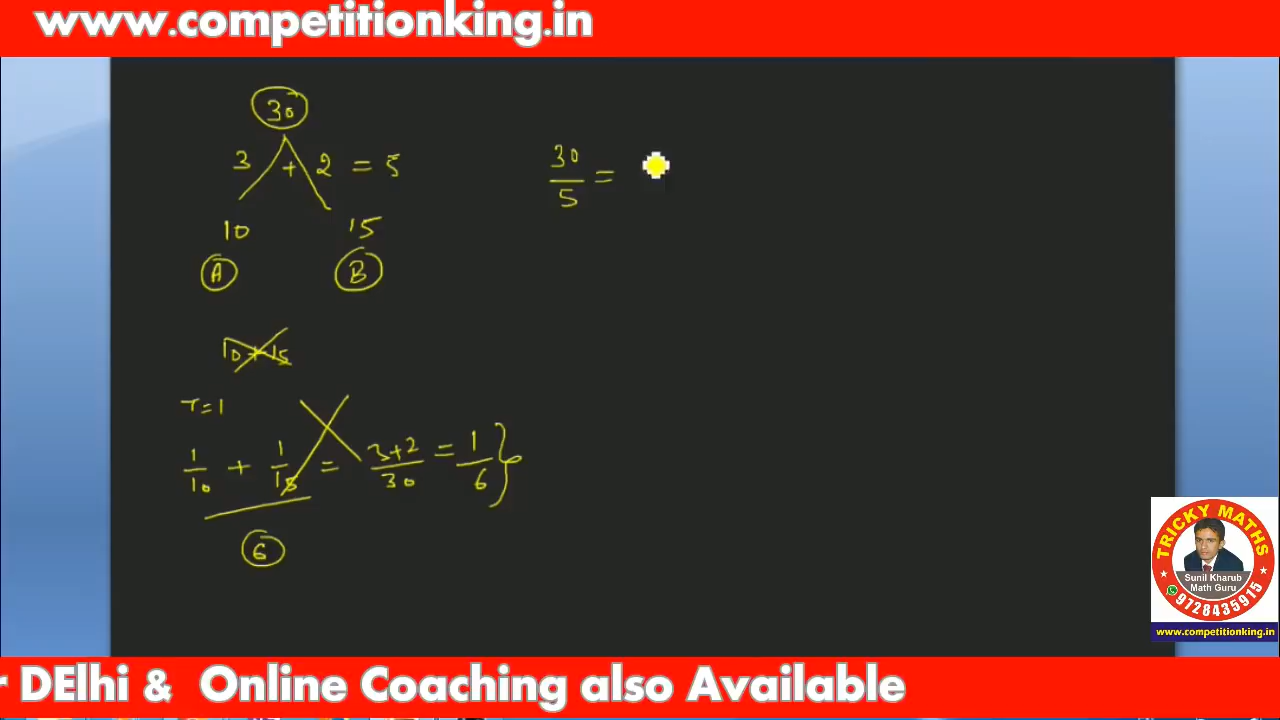 www.competitionking.in
30
3 + 2 = 5
10 15
A B
30/5 =
10 + 15
T=1
1/10 + 1/15 = 3+2/30 = 1/6
6
TRICKY MATHS
Sunil Kharub
Math Guru
9728435915
www.competitionking.in
r DElhi & Online Coaching also Available